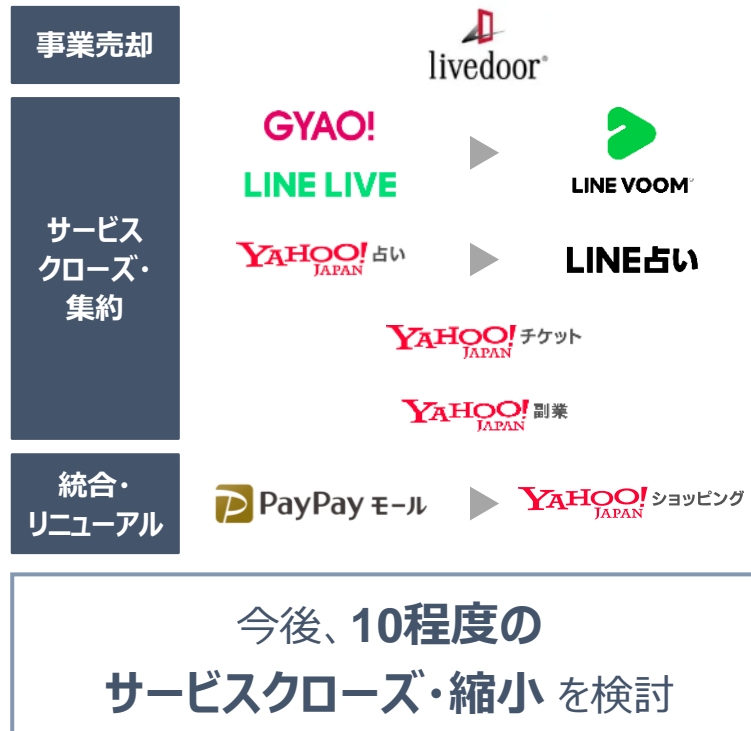 事業売却
livedoor®
サービス
クローズ・
集約
GYAO!
LINE LIVE
LINE VOOM
YAHOO! 占い
JAPAN
LINE占い
YAHOO! チケット
JAPAN
YAHOO! 副業
JAPAN
統合・
リニューアル
PayPay モール
YAHOO! ショッピング
JAPAN
今後、10程度の
サービスクローズ・縮小 を検討